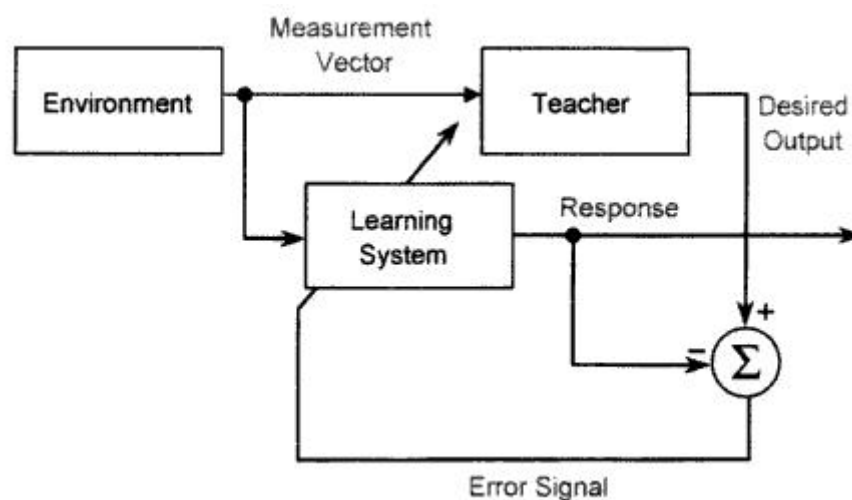 Measurement
Vector
Environment
Teacher
Desired
Output
Learning
System
Response
+
−
Σ
Error Signal